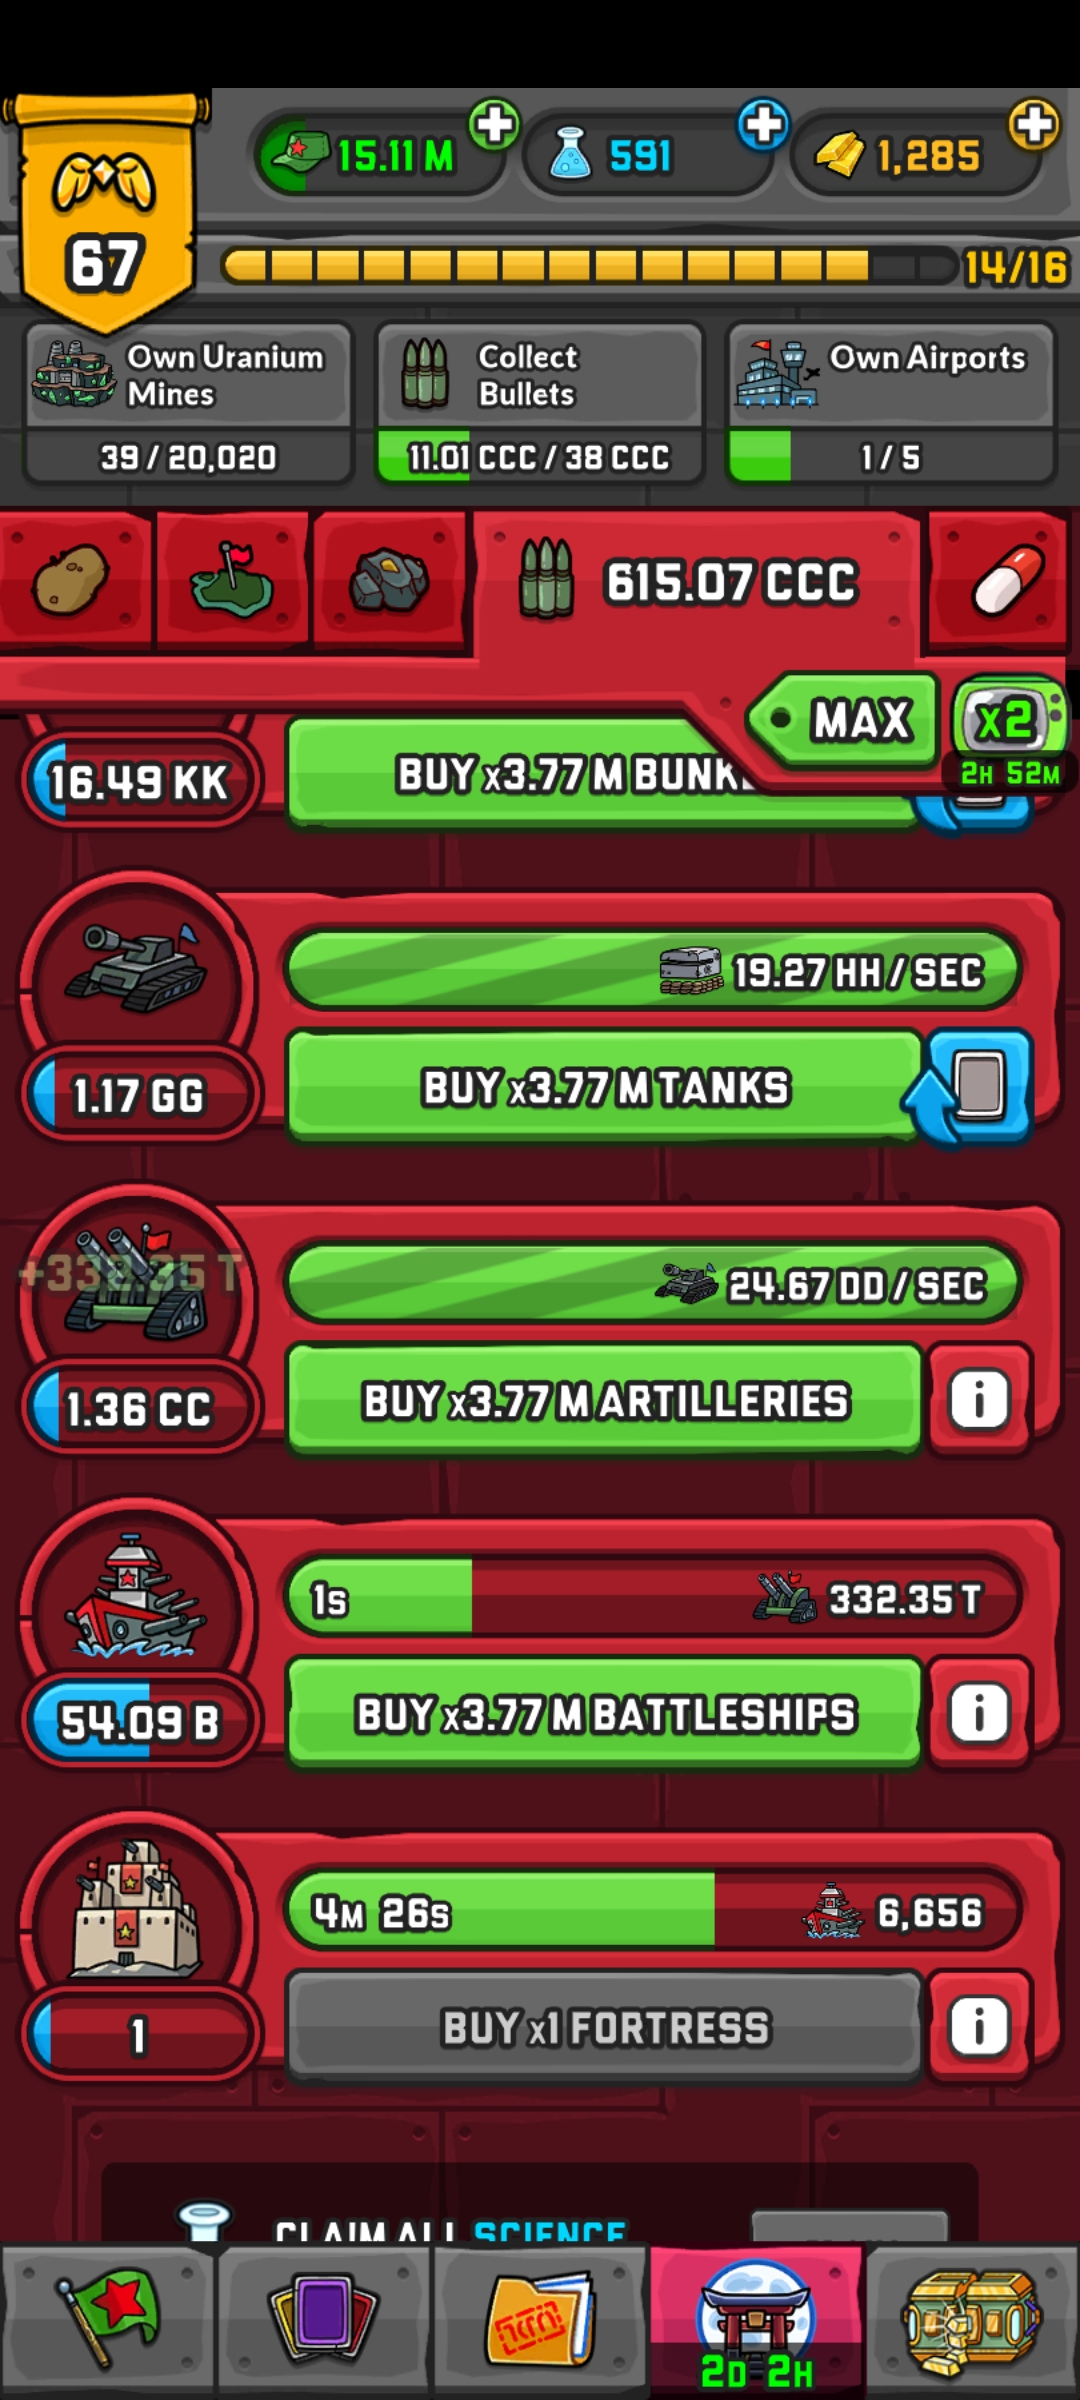 15.11 M
591
1,285
67
14/16
Own Uranium
Mines
39 / 20,020
Collect
Bullets
11.01 CCC / 38 CCC
Own Airports
1 / 5
615.07 CCC
MAX
x2
2H 52M
16.49 KK
BUY x3.77 M BUNK
19.27 HH / SEC
1.17 GG
BUY x3.77 M TANKS
+332.35 T
24.67 DD / SEC
1.36 CC
BUY x3.77 M ARTILLERIES
i
1S
332.35 T
54.09 B
BUY x3.77 M BATTLESHIPS
i
4M 26S
6,656
1
BUY x1 FORTRESS
i
CLAIM ALL SCIENCE
2D 2H